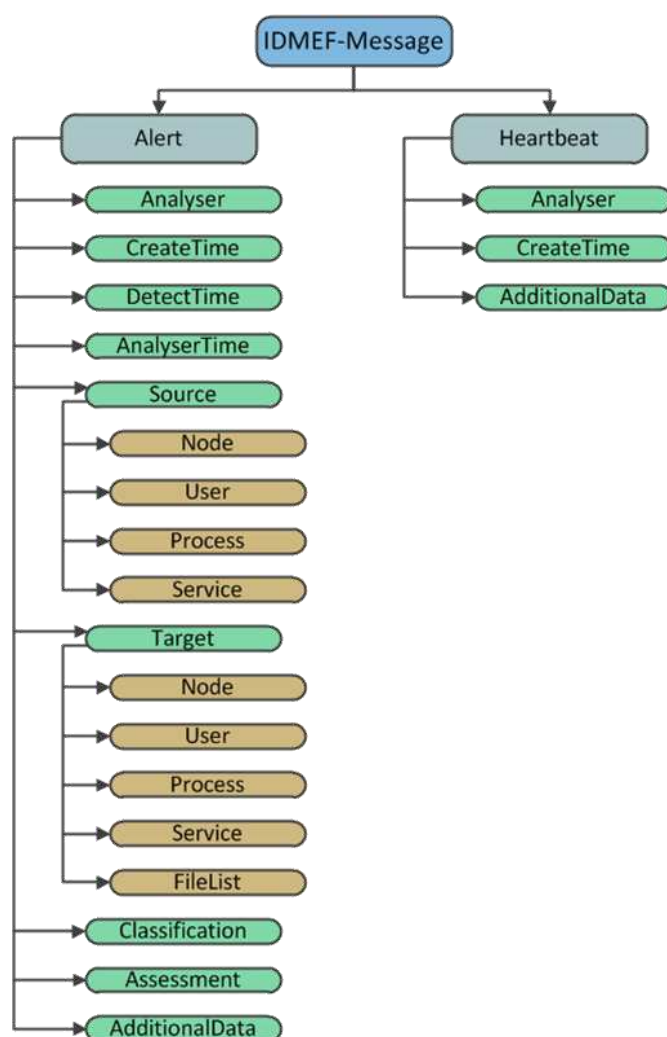 IDMEF-Message
Alert
Analyser
CreateTime
DetectTime
AnalyserTime
Source
Node
User
Process
Service
Target
Node
User
Process
Service
FileList
Classification
Assessment
AdditionalData
Heartbeat
Analyser
CreateTime
AdditionalData